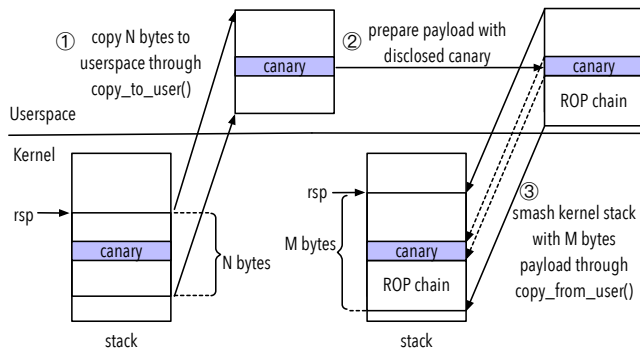 ① copy N bytes to
userspace through
copy_to_user()
canary
② prepare payload with
disclosed canary
canary
ROP chain
Userspace
Kernel
rsp
canary
N bytes
stack
rsp
M bytes
canary
ROP chain
stack
③
smash kernel stack
with M bytes
payload through
copy_from_user()